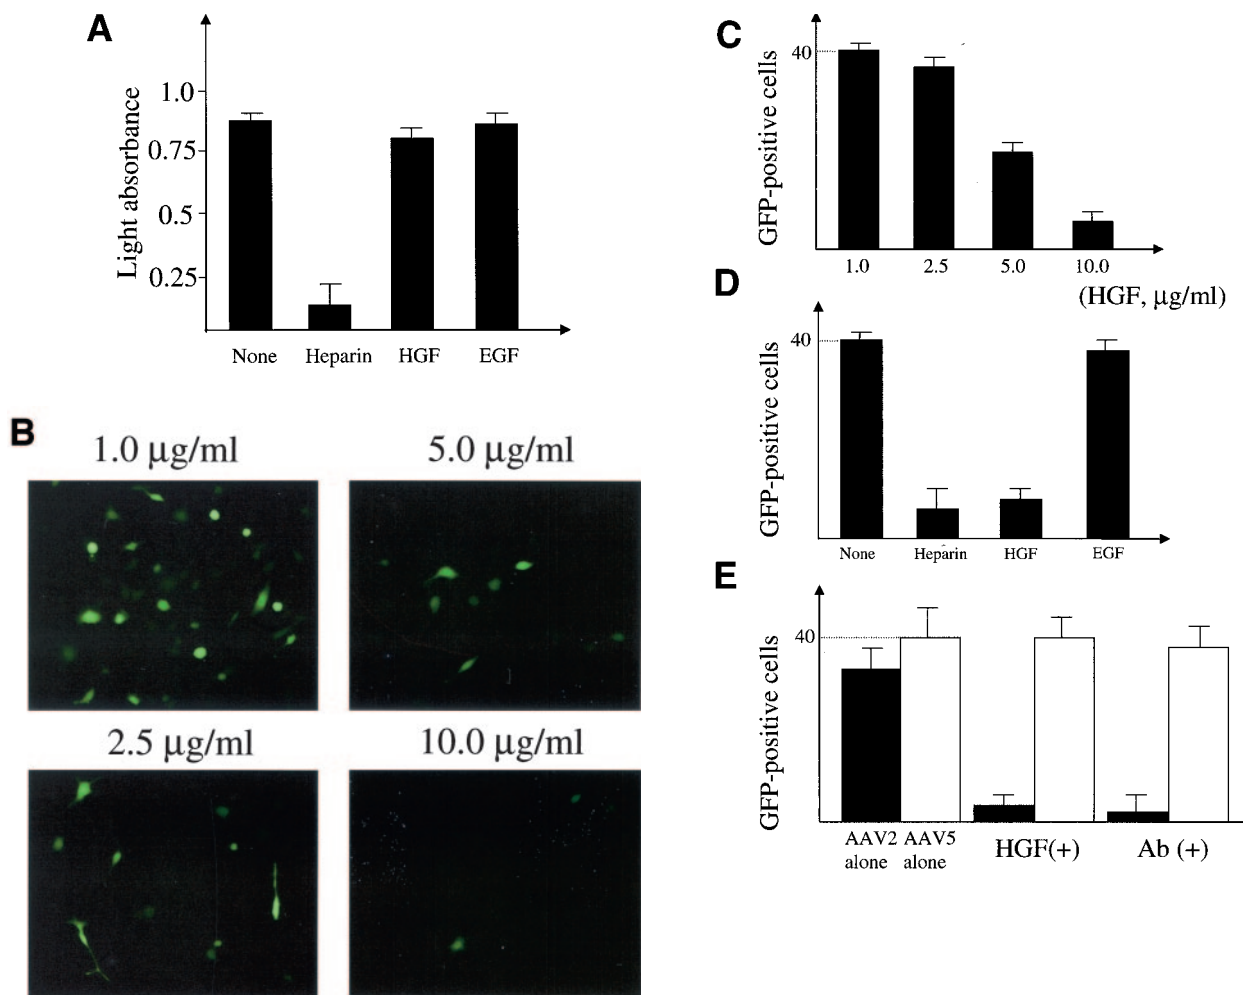 A
Light absorbance
1.0
0.75
0.5
0.25
None Heparin HGF EGF
B
1.0 µg/ml
5.0 µg/ml
2.5 µg/ml
10.0 µg/ml
C
GFP-positive cells
40
1.0 2.5 5.0 10.0
(HGF, µg/ml)
D
GFP-positive cells
40
None Heparin HGF EGF
E
GFP-positive cells
40
AAV2 alone
AAV5 alone
HGF(+)
Ab (+)